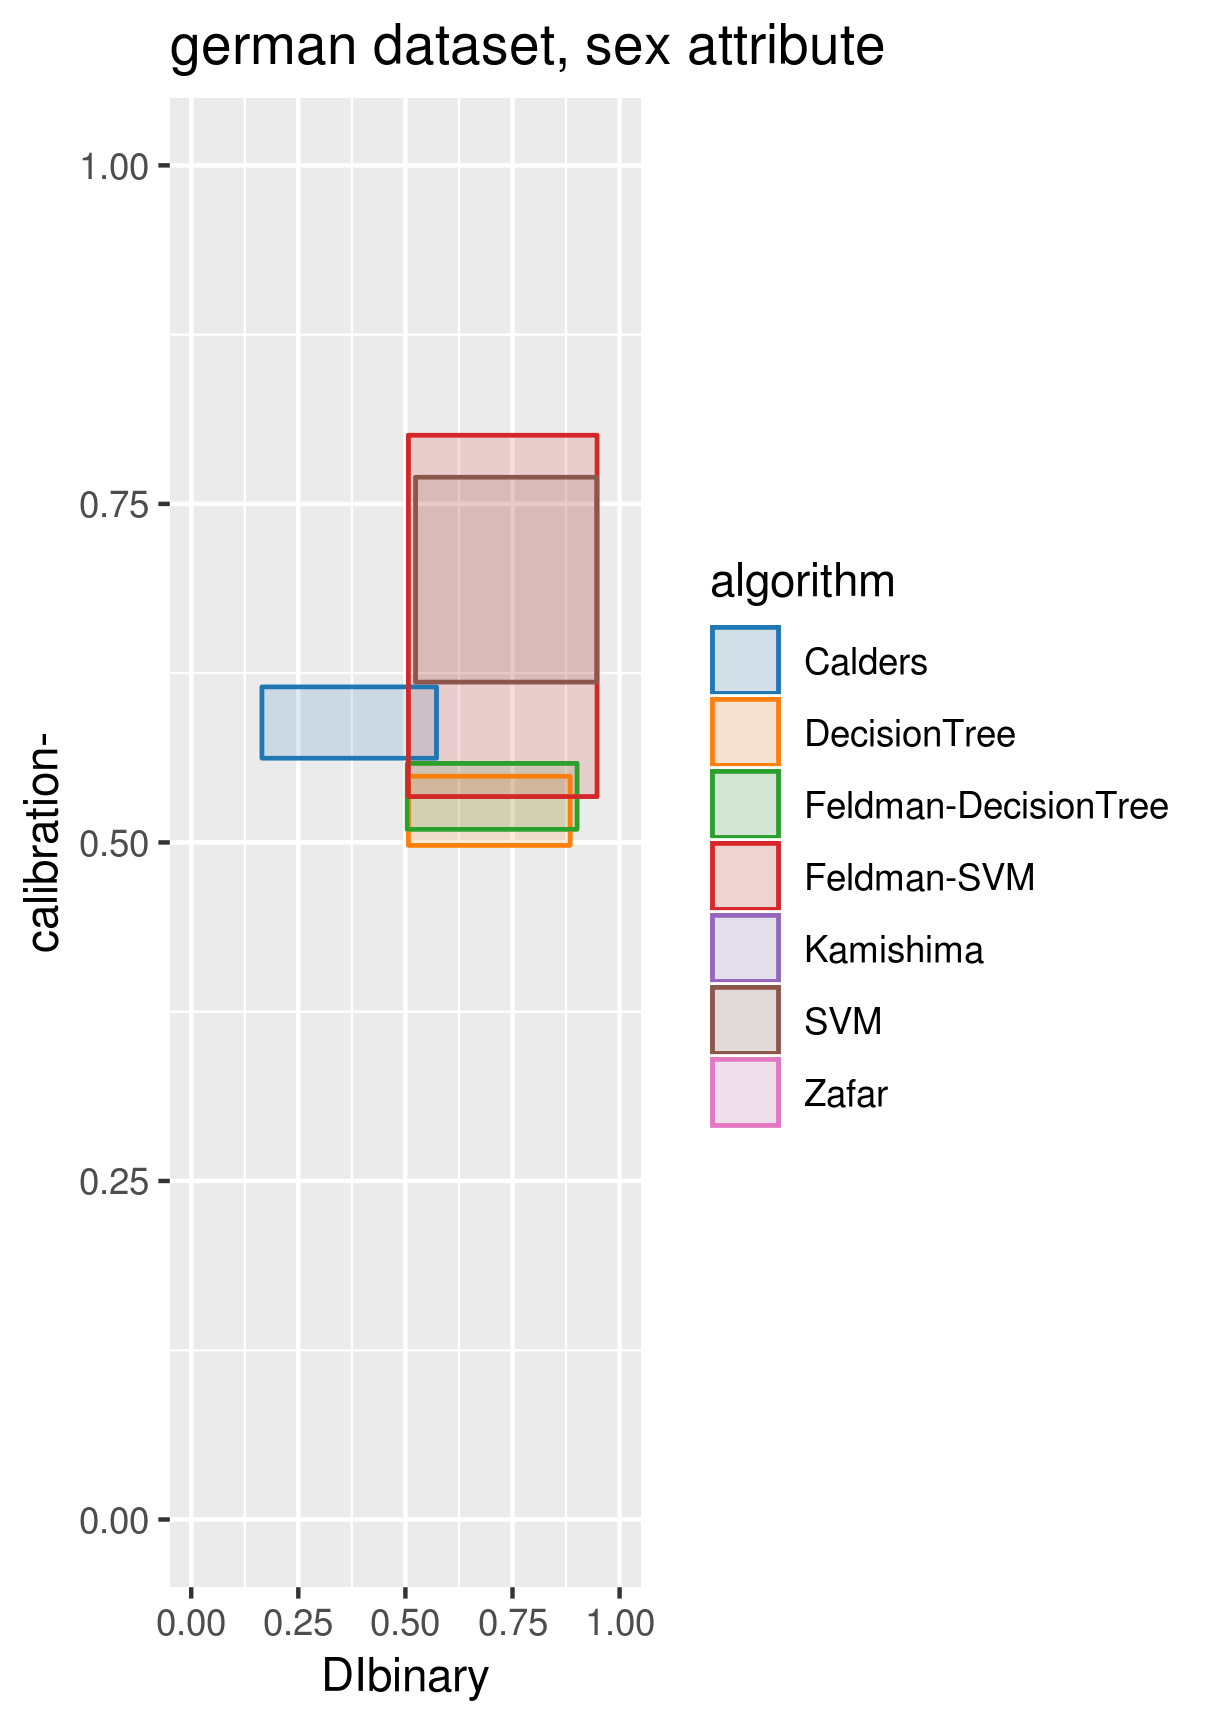 german dataset, sex attribute
calibration-
1.00
0.75
0.50
0.25
0.00
0.00 0.25 0.50 0.75 1.00
DIbinary
algorithm
Calders
DecisionTree
Feldman-DecisionTree
Feldman-SVM
Kamishima
SVM
Zafar